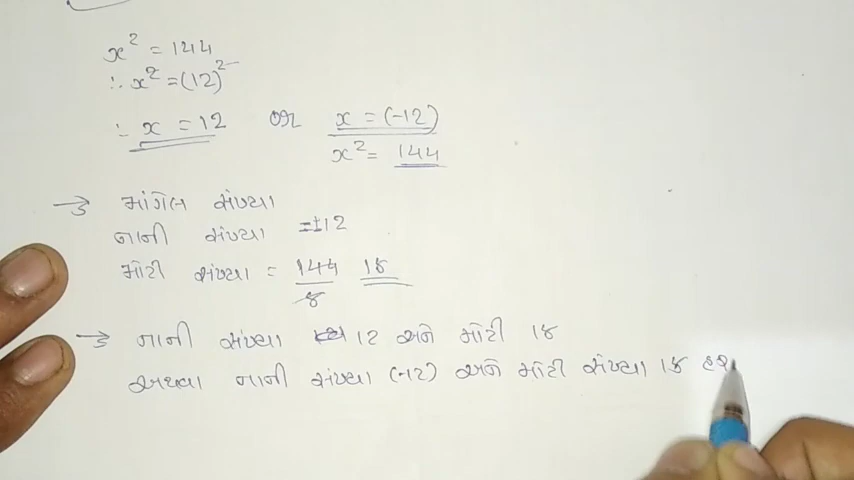 x² = 144
∴ x² = (12)²
∴ x = 12 or x = (-12)
x² = 144
→ માંગેલ સંખ્યા
નાની સંખ્યા = ±12
મોટી સંખ્યા = 144/8 18
→ નાની સંખ્યા 12 અને મોટી 18
અથવા નાની સંખ્યા (-12) અને મોટી સંખ્યા 18